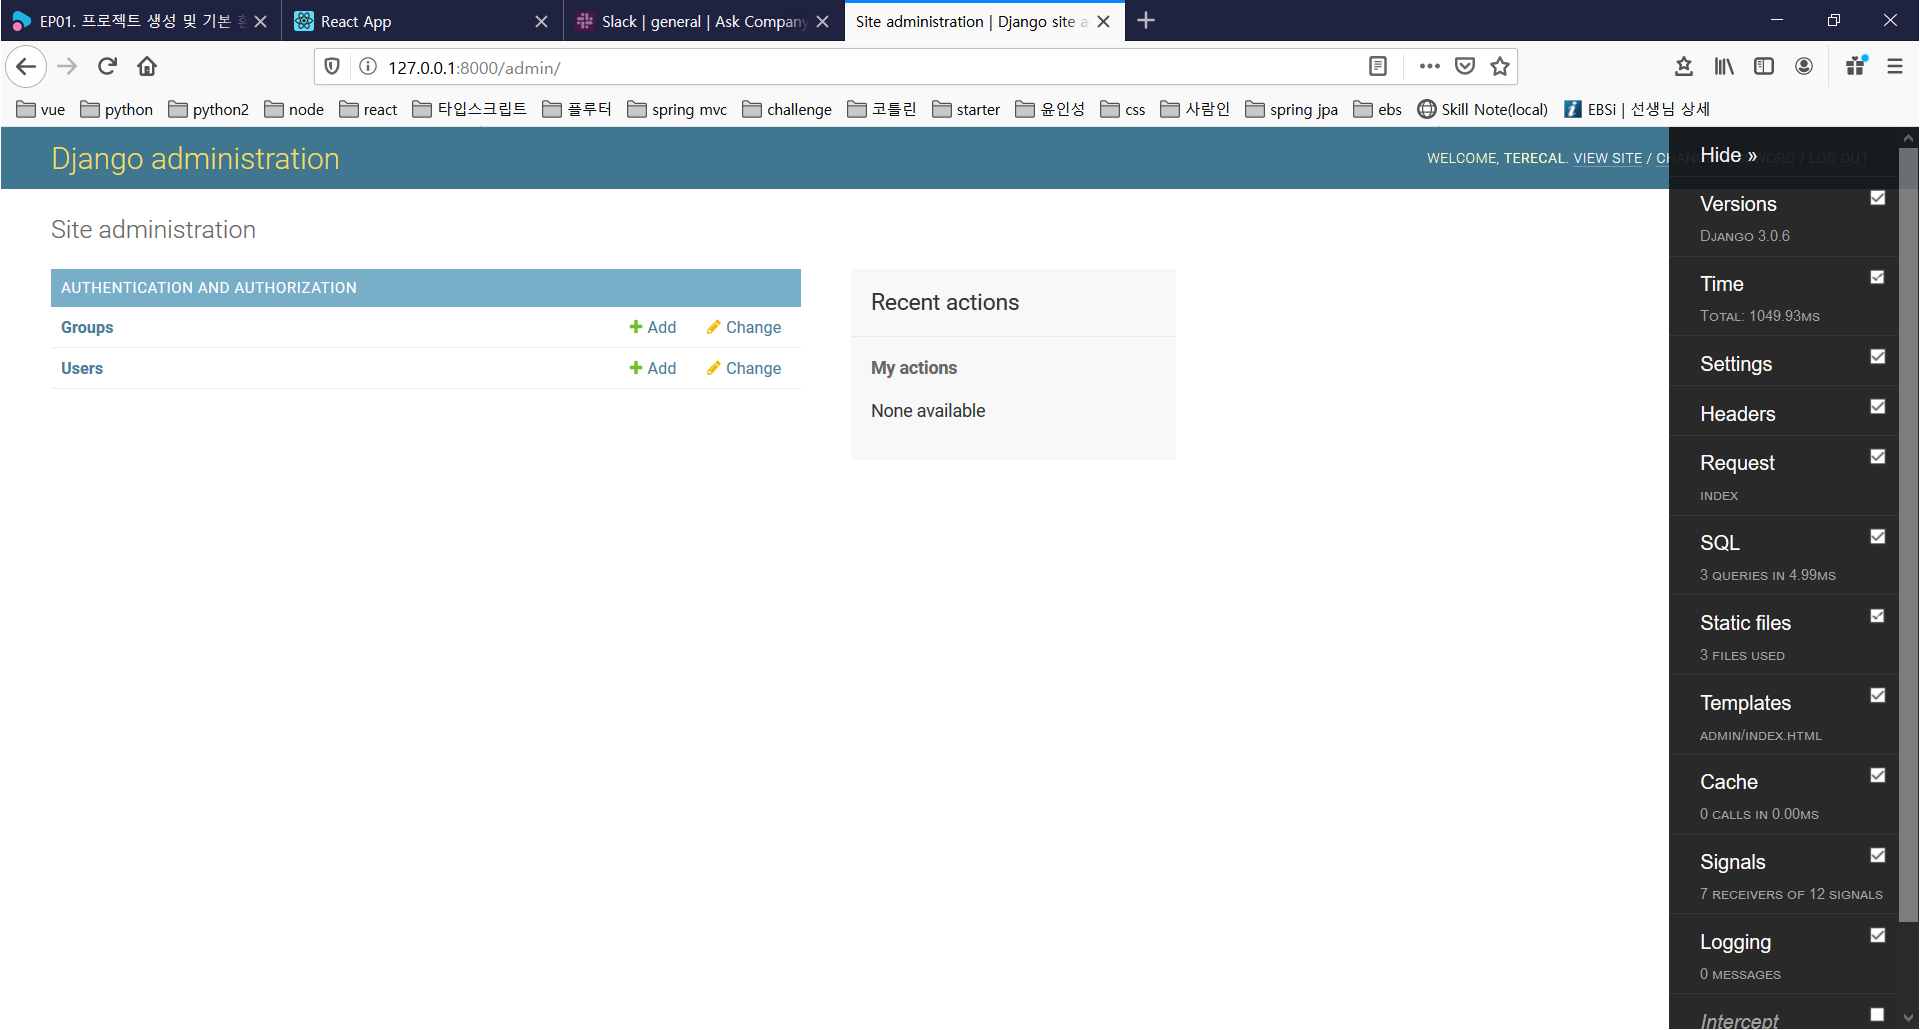 EP01. 프로젝트 생성 및 기본
React App
Slack | general | Ask Company
Site administration | Django site a
127.0.0.1:8000/admin/
vue python python2 node react 타입스크립트 플루터 spring mvc challenge 코틀린 starter 윤인성 css 사람인 spring jpa ebs Skill Note(local) EBSi | 선생님 상세
Django administration
WELCOME, TERECAL. VIEW SITE / CHANGE PASSWORD / LOG OUT
Hide »
Site administration
AUTHENTICATION AND AUTHORIZATION
Groups Add Change
Users Add Change
Recent actions
My actions
None available
Versions
DJANGO 3.0.6
Time
TOTAL: 1049.93MS
Settings
Headers
Request
INDEX
SQL
3 QUERIES IN 4.99MS
Static files
3 FILES USED
Templates
ADMIN/INDEX.HTML
Cache
0 CALLS IN 0.00MS
Signals
7 RECEIVERS OF 12 SIGNALS
Logging
0 MESSAGES
Intercept